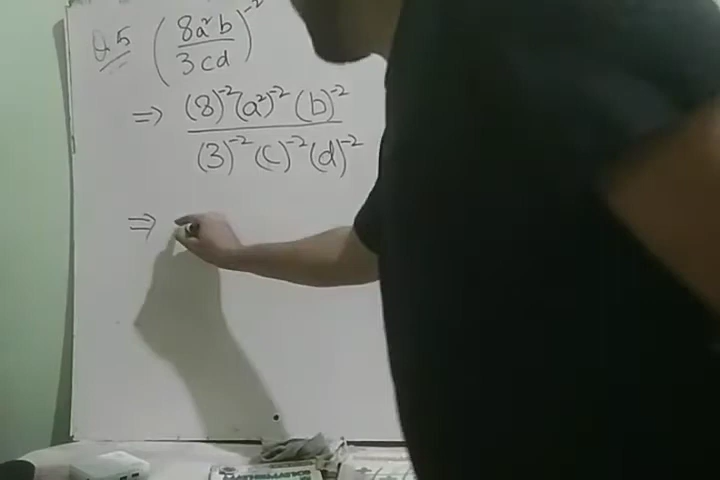 Q.5 (8a²b / 3cd)⁻²
⇒ (8)⁻²(a²)⁻²(b)⁻² / (3)⁻²(c)⁻²(d)⁻²
⇒